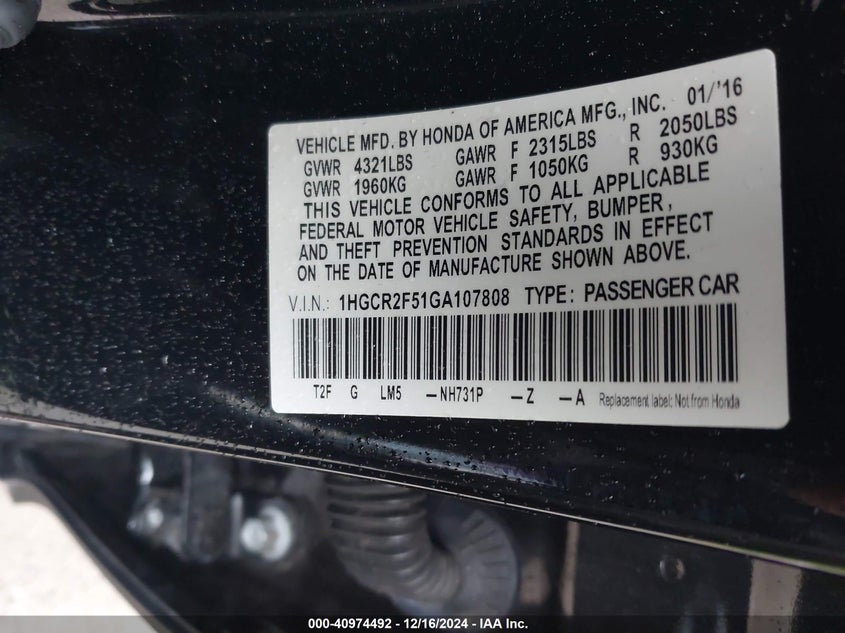 VEHICLE MFD. BY HONDA OF AMERICA MFG., INC. 01/'16
GVWR 4321LBS GAWR F 2315LBS R 2050LBS
GVWR 1960KG GAWR F 1050KG R 930KG
THIS VEHICLE CONFORMS TO ALL APPLICABLE
FEDERAL MOTOR VEHICLE SAFETY, BUMPER,
AND THEFT PREVENTION STANDARDS IN EFFECT
ON THE DATE OF MANUFACTURE SHOWN ABOVE.
V.I.N.: 1HGCR2F51GA107808 TYPE: PASSENGER CAR
T2F G LM5 –NH731P –Z –A Replacement label: Not from Honda
000-40974492 - 12/16/2024 - IAA Inc.